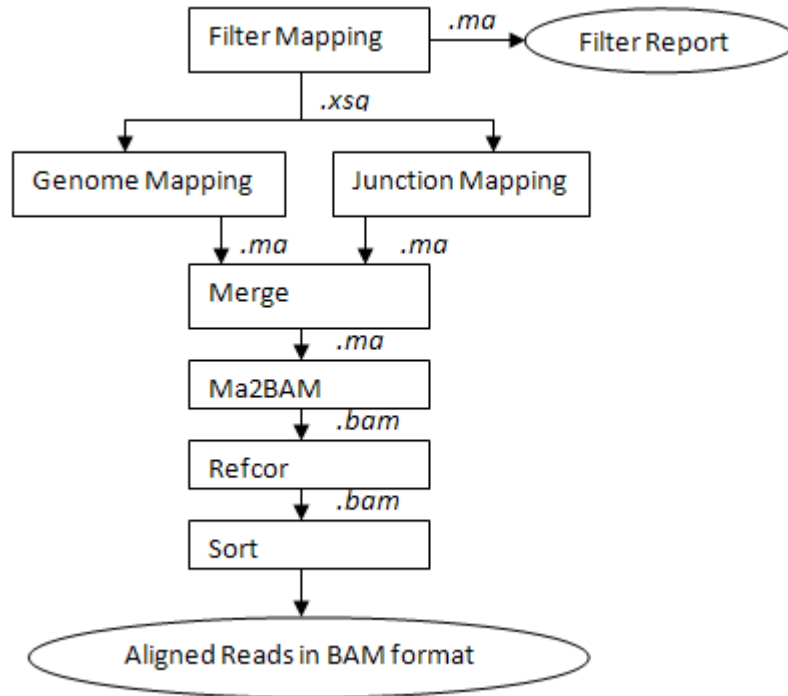 Filter Mapping
.ma
Filter Report
.xsq
Genome Mapping
Junction Mapping
.ma
.ma
Merge
.ma
Ma2BAM
.bam
Refcor
.bam
Sort
Aligned Reads in BAM format